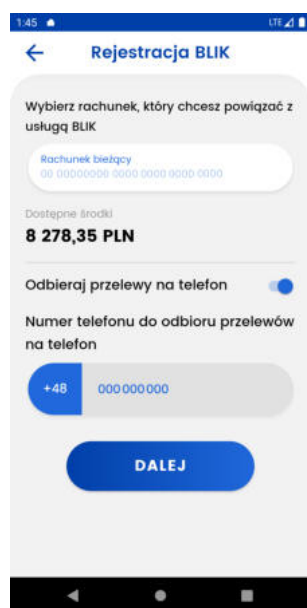 1:45 LTE
Rejestracja BLIK
Wybierz rachunek, który chcesz powiązać z
usługą BLIK
Rachunek bieżący
00 00000000 0000 0000 0000 0000
Dostępne środki
8 278,35 PLN
Odbieraj przelewy na telefon
Numer telefonu do odbioru przelewów
na telefon
+48 000 000 000
DALEJ